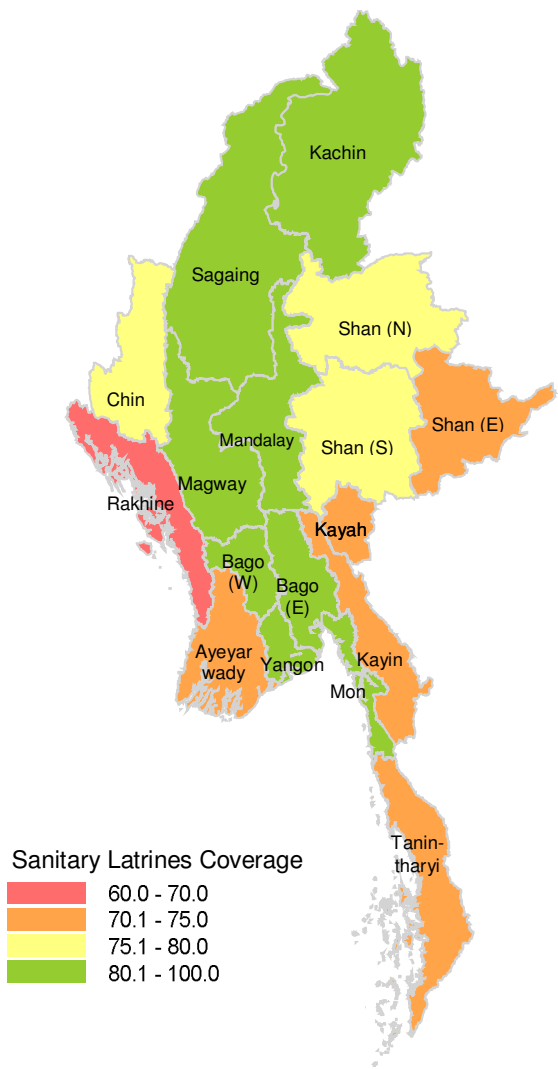 Kachin
Sagaing
Shan (N)
Chin
Shan (E)
Mandalay
Shan (S)
Magway
Rakhine
Kayah
Bago
(W)
Bago
(E)
Ayeyar
wady
Yangon
Kayin
Mon
Tanin-
tharyi
Sanitary Latrines Coverage
60.0 - 70.0
70.1 - 75.0
75.1 - 80.0
80.1 - 100.0